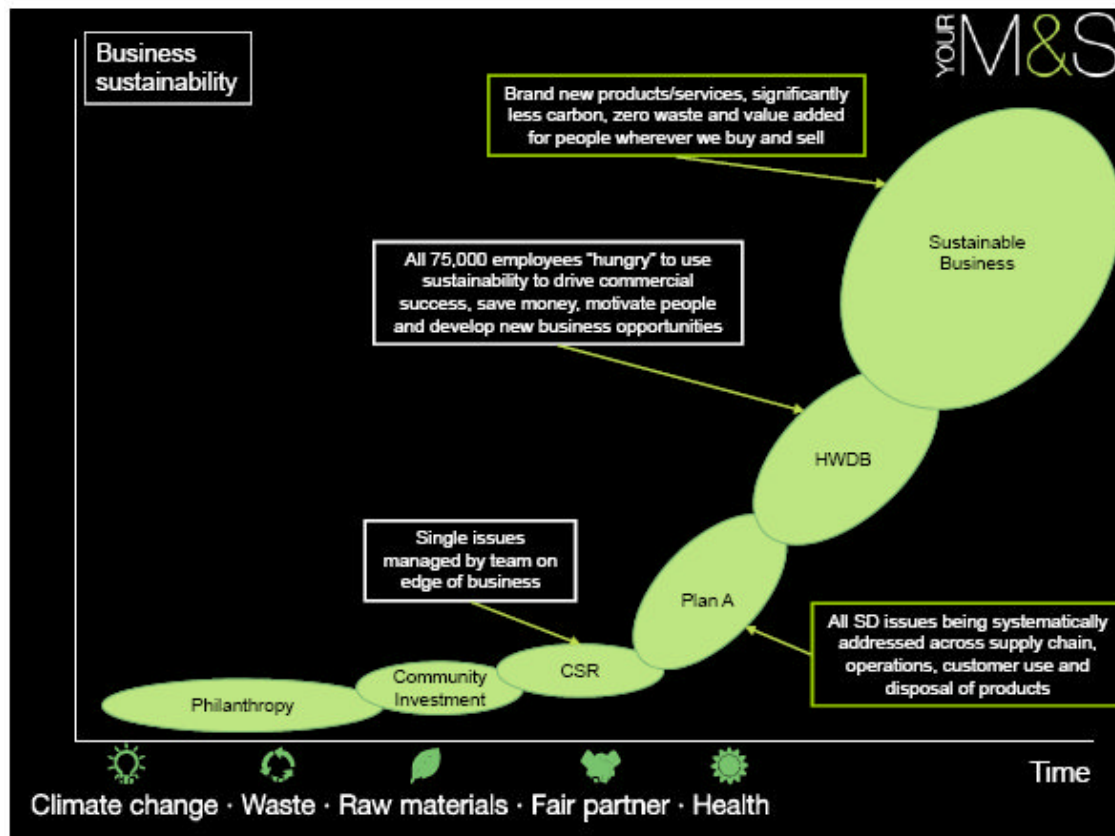 Business
sustainability
YOUR
M&S
Brand new products/services, significantly
less carbon, zero waste and value added
for people wherever we buy and sell
Sustainable
Business
All 75,000 employees "hungry" to use
sustainability to drive commercial
success, save money, motivate people
and develop new business opportunities
HWDB
Single issues
managed by team on
edge of business
Plan A
All SD issues being systematically
addressed across supply chain,
operations, customer use and
disposal of products
CSR
Community
Investment
Philanthropy
Time
Climate change · Waste · Raw materials · Fair partner · Health